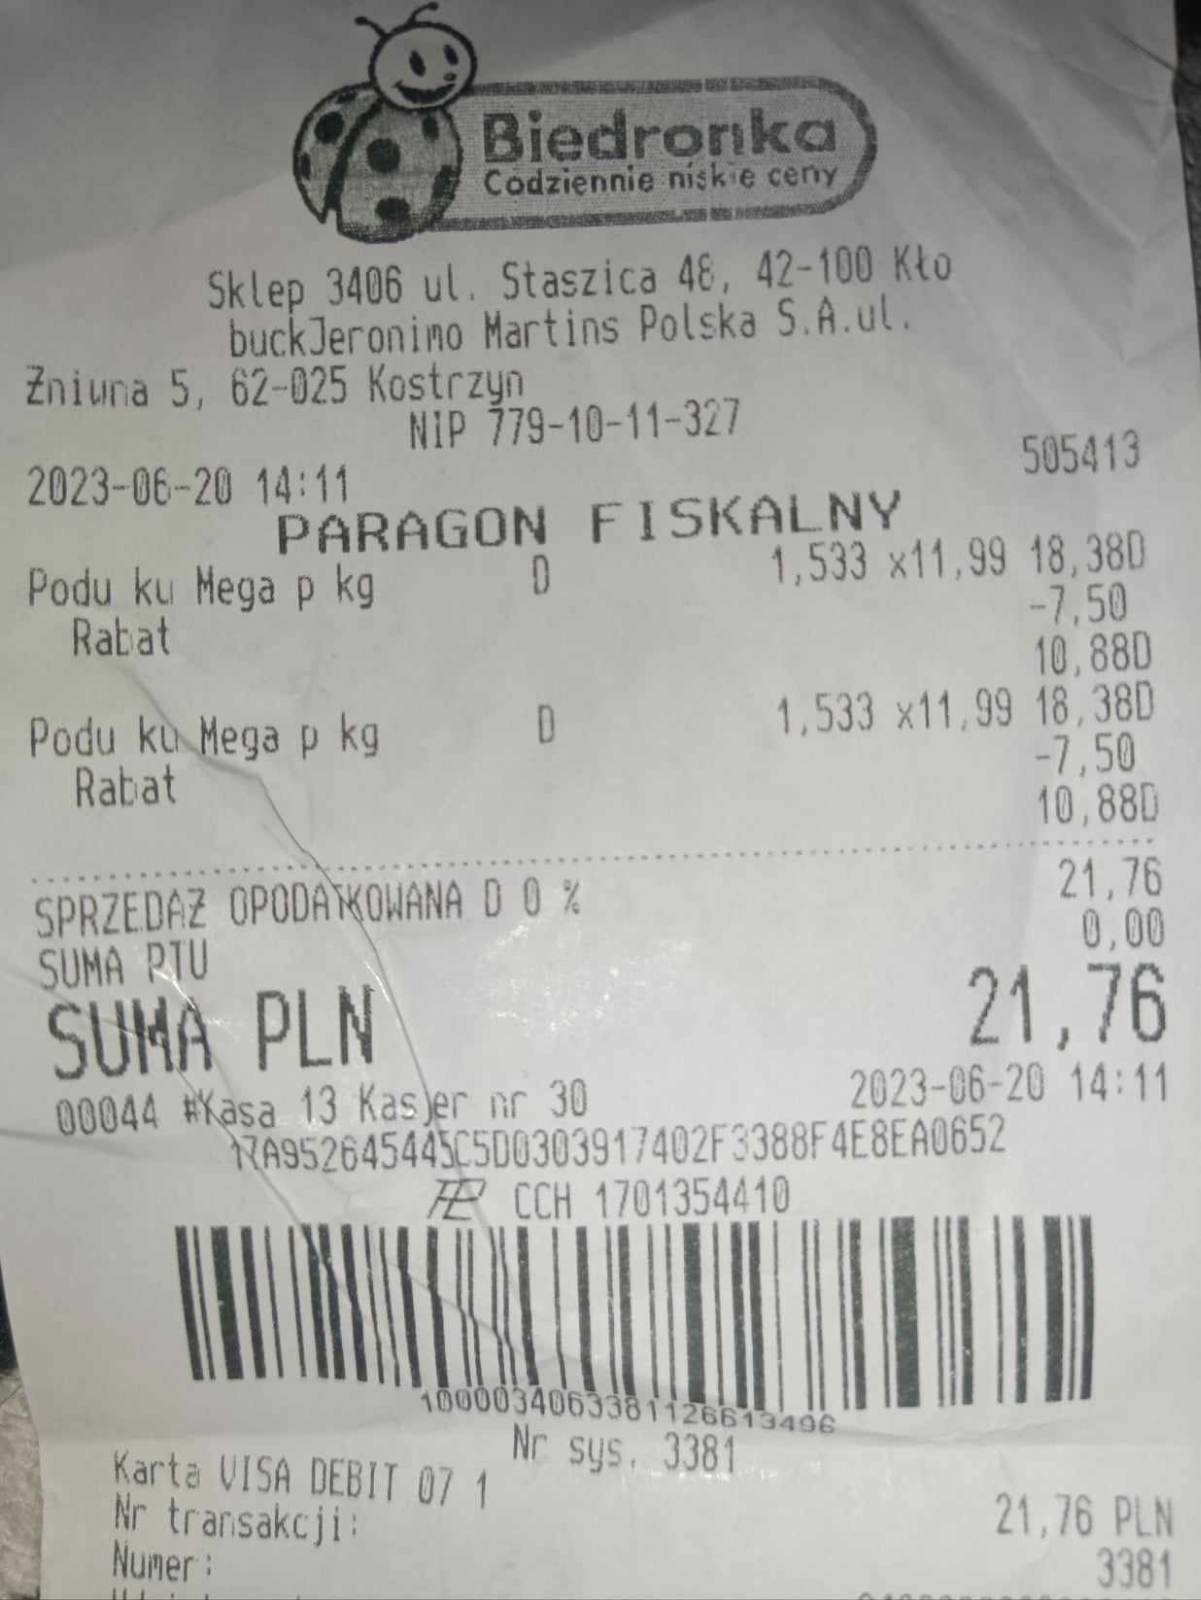 Biedronka
Codziennie niskie ceny
Sklep 3406 ul. Staszica 48, 42-100 Kło
buckJeronimo Martins Polska S.A.ul.
Żniwna 5, 62-025 Kostrzyn
NIP 779-10-11-327
2023-06-20 14:11 505413
PARAGON FISKALNY
Podu ku Mega p kg D 1,533 x11,99 18,38D
Rabat -7,50
10,88D
Podu ku Mega p kg D 1,533 x11,99 18,38D
Rabat -7,50
10,88D
SPRZEDAŻ OPODATKOWANA D 0 % 21,76
SUMA PTU 0,00
SUMA PLN 21,76
00044 #Kasa 13 Kasjer nr 30 2023-06-20 14:11
CCH 1701354410
1000034063381126613496
Nr sys. 3381
Karta VISA DEBIT 07 1
Nr transakcji: 21,76 PLN
Numer: 3381